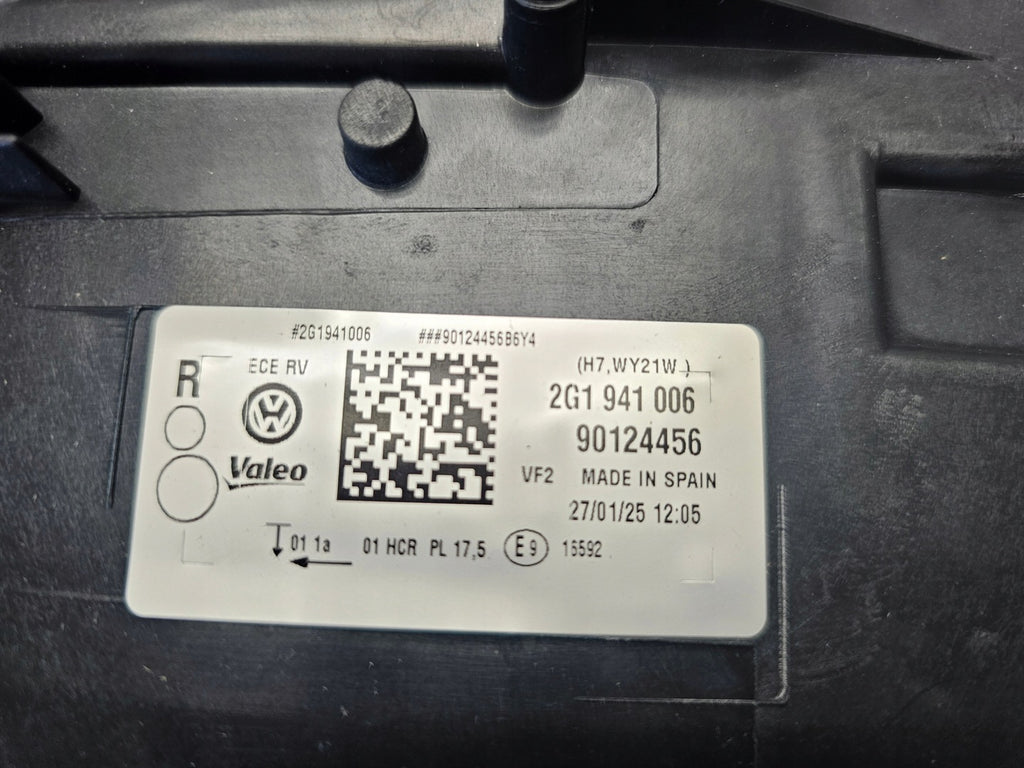 #2G1941006 ###90124456B6Y4
R ECE RV (H7,WY21W )
2G1 941 006
90124456
Valeo VF2 MADE IN SPAIN
27/01/25 12:05
01 1a 01 HCR PL 17,5 E9 16592